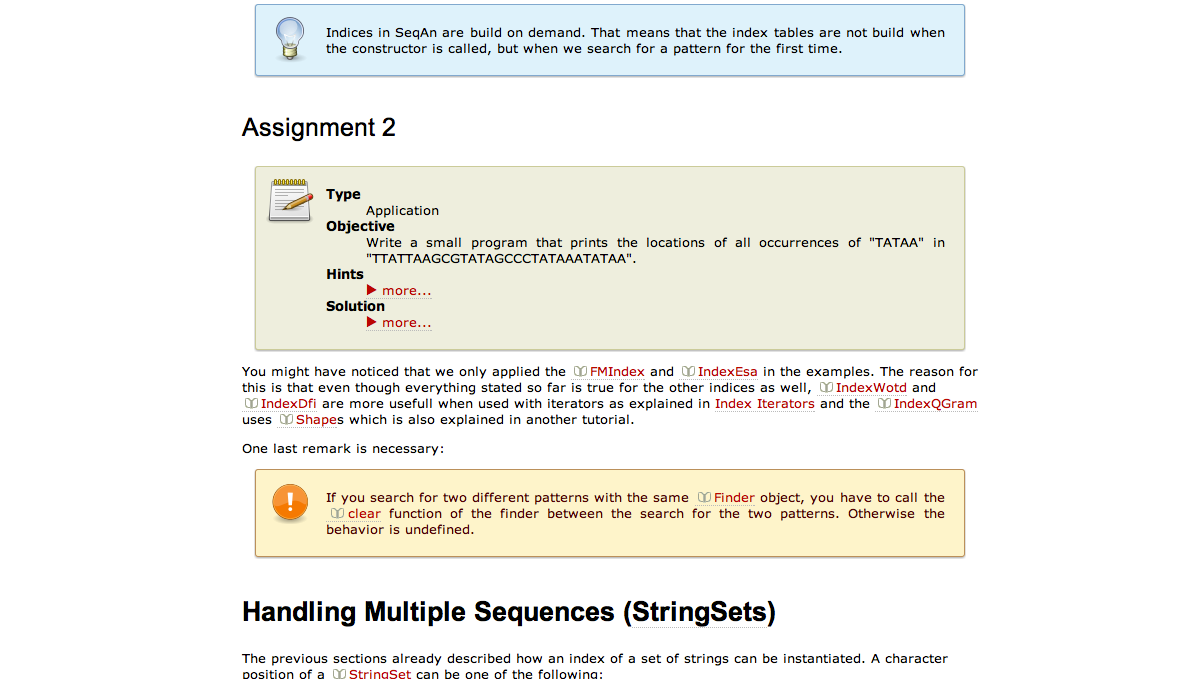 Indices in SeqAn are build on demand. That means that the index tables are not build when
the constructor is called, but when we search for a pattern for the first time.
Assignment 2
Type
Application
Objective
Write a small program that prints the locations of all occurrences of "TATAA" in
"TTATTAAGCGTATAGCCCTATAAATATAA".
Hints
▶ more...
Solution
▶ more...
You might have noticed that we only applied the FMIndex and IndexEsa in the examples. The reason for
this is that even though everything stated so far is true for the other indices as well, IndexWotd and
IndexDfi are more usefull when used with iterators as explained in Index Iterators and the IndexQGram
uses Shapes which is also explained in another tutorial.
One last remark is necessary:
If you search for two different patterns with the same Finder object, you have to call the
clear function of the finder between the search for the two patterns. Otherwise the
behavior is undefined.
Handling Multiple Sequences (StringSets)
The previous sections already described how an index of a set of strings can be instantiated. A character
position of a StringSet can be one of the following: